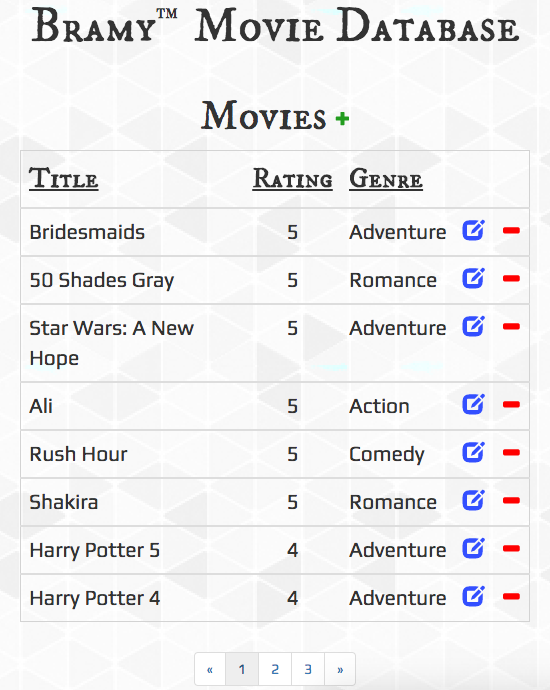 Bramy™ Movie Database
Movies +
Title Rating Genre
Bridesmaids 5 Adventure
50 Shades Gray 5 Romance
Star Wars: A New 5 Adventure
Hope
Ali 5 Action
Rush Hour 5 Comedy
Shakira 5 Romance
Harry Potter 5 4 Adventure
Harry Potter 4 4 Adventure
« 1 2 3 »